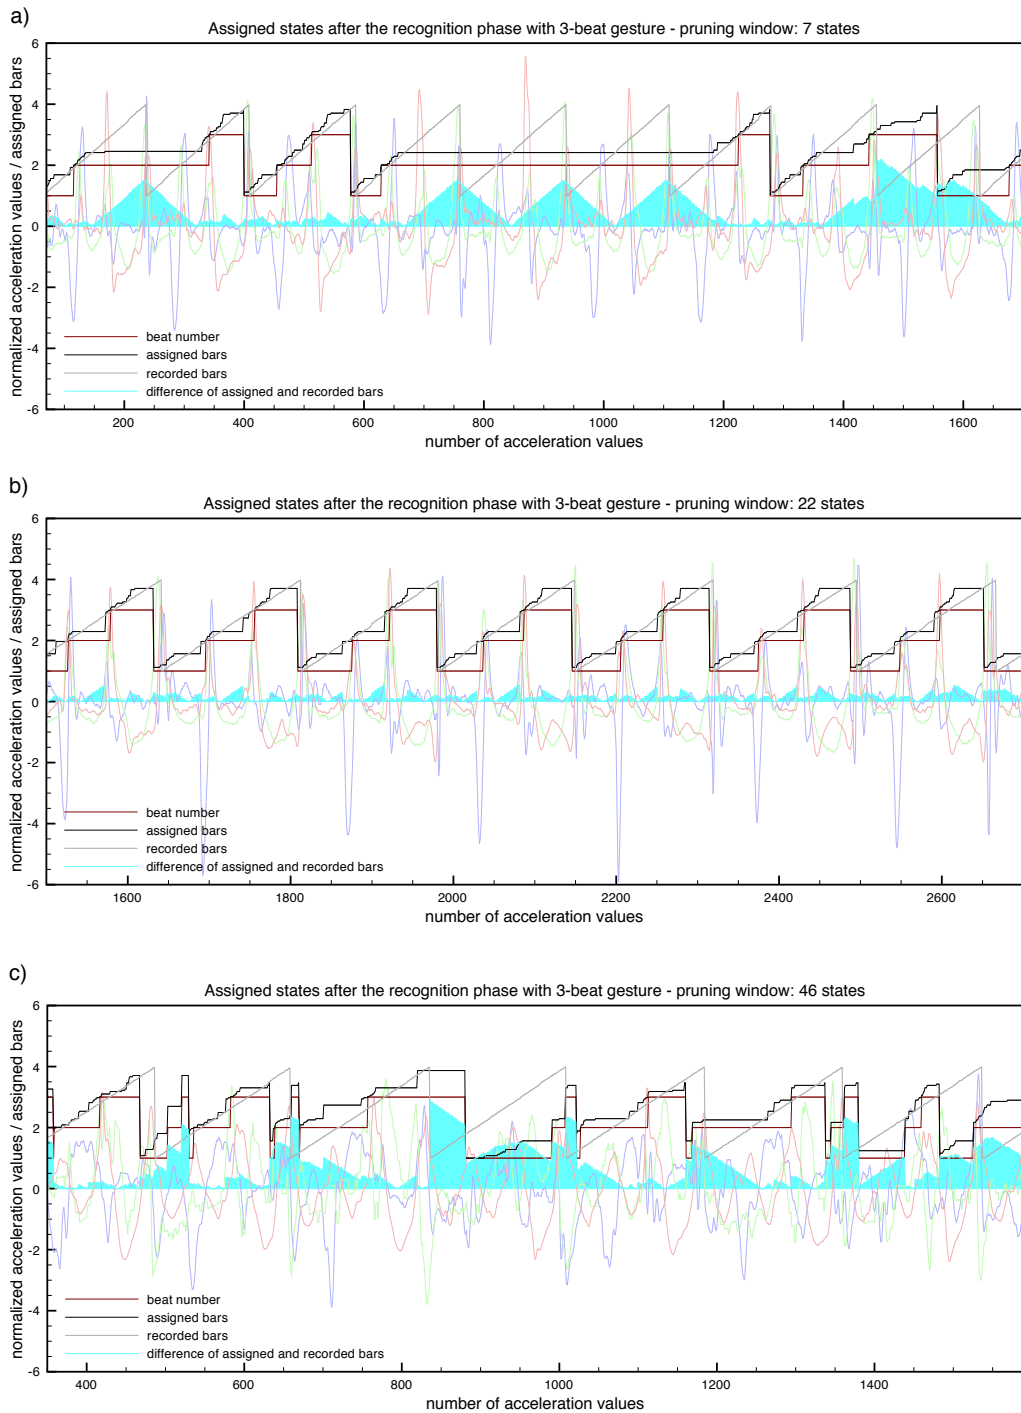 a)
Assigned states after the recognition phase with 3-beat gesture - pruning window: 7 states
6
4
2
0
-2
-4
-6
normalized acceleration values / assigned bars
beat number
assigned bars
recorded bars
difference of assigned and recorded bars
200 400 600 800 1000 1200 1400 1600
number of acceleration values
b)
Assigned states after the recognition phase with 3-beat gesture - pruning window: 22 states
6
4
2
0
-2
-4
-6
normalized acceleration values / assigned bars
beat number
assigned bars
recorded bars
difference of assigned and recorded bars
1600 1800 2000 2200 2400 2600
number of acceleration values
c)
Assigned states after the recognition phase with 3-beat gesture - pruning window: 46 states
6
4
2
0
-2
-4
-6
normalized acceleration values / assigned bars
beat number
assigned bars
recorded bars
difference of assigned and recorded bars
400 600 800 1000 1200 1400
number of acceleration values